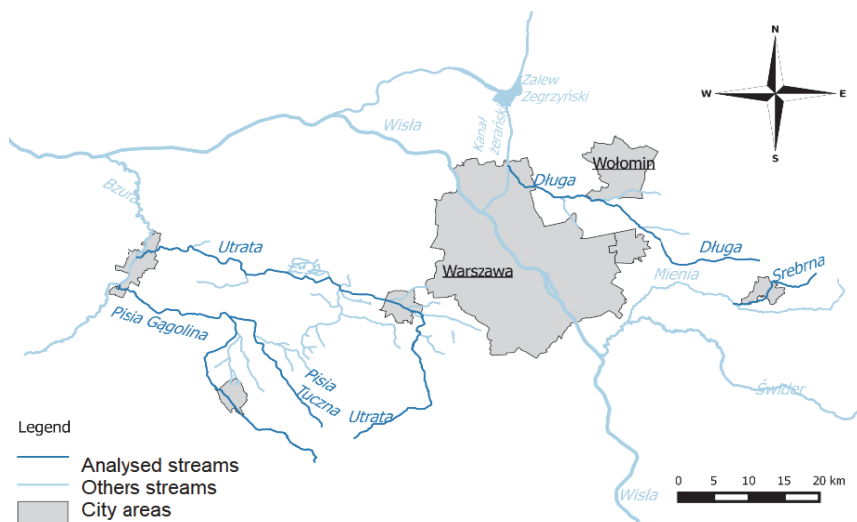 N
W
E
S
Zalew
Zegrzyński
Kanał
żerański
Wisła
Wołomin
Bzura
Długa
Utrata
Długa
Srebrna
Mienia
Warszawa
Pisia Gagolina
Pisia
Tuczna
Utrata
Świder
Wisła
Legend
Analysed streams
Others streams
City areas
0 5 10 15 20 km